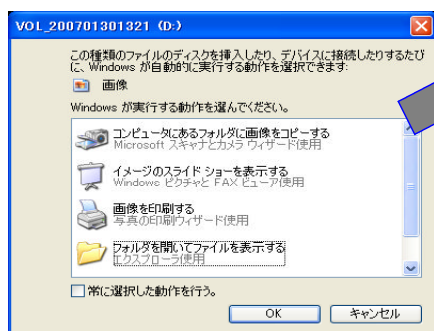 VOL_200701301321 (D:)
この種類のファイルのディスクを挿入したり、デバイスに接続したりするたび
に、Windows が自動的に実行する動作を選択できます:
画像
Windows が実行する動作を選んでください。
コンピュータにあるフォルダに画像をコピーする
Microsoft スキャナとカメラ ウィザード使用
イメージのスライド ショーを表示する
Windows ピクチャと FAX ビューア使用
画像を印刷する
写真の印刷ウィザード使用
フォルダを開いてファイルを表示する
エクスプローラ使用
常に選択した動作を行う。
OK
キャンセル